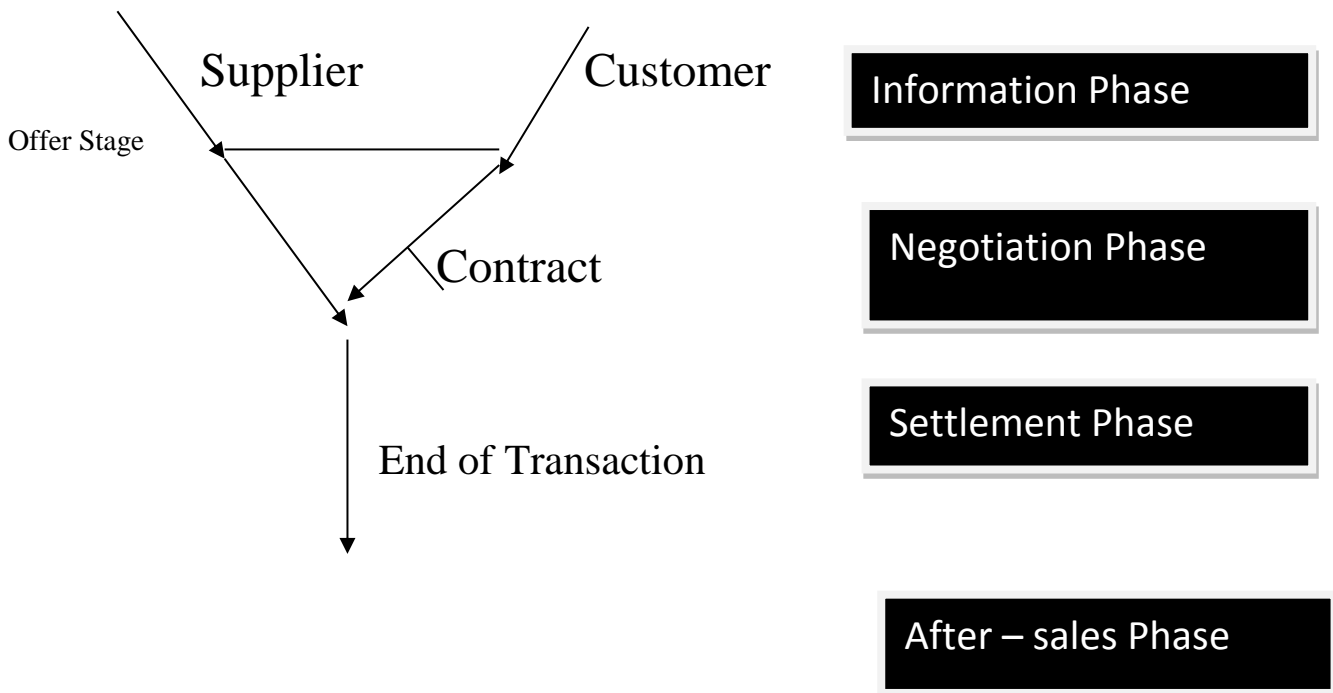 Supplier
Customer
Information Phase
Offer Stage
Negotiation Phase
Contract
Settlement Phase
End of Transaction
After – sales Phase